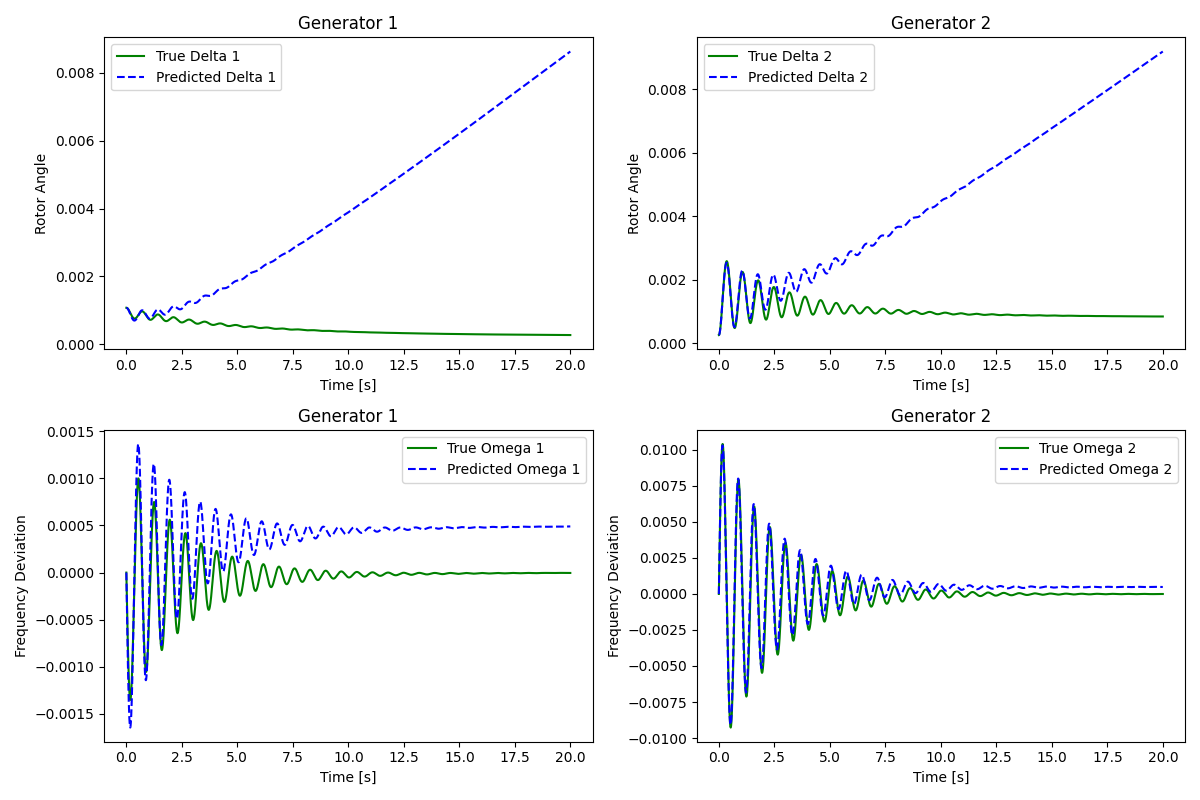 Generator 1
True Delta 1
Predicted Delta 1
0.008
0.006
0.004
0.002
0.000
Rotor Angle
0.0 2.5 5.0 7.5 10.0 12.5 15.0 17.5 20.0
Time [s]
Generator 2
True Delta 2
Predicted Delta 2
0.008
0.006
0.004
0.002
0.000
Rotor Angle
0.0 2.5 5.0 7.5 10.0 12.5 15.0 17.5 20.0
Time [s]
Generator 1
True Omega 1
Predicted Omega 1
0.0015
0.0010
0.0005
0.0000
−0.0005
−0.0010
−0.0015
Frequency Deviation
0.0 2.5 5.0 7.5 10.0 12.5 15.0 17.5 20.0
Time [s]
Generator 2
True Omega 2
Predicted Omega 2
0.0100
0.0075
0.0050
0.0025
0.0000
−0.0025
−0.0050
−0.0075
−0.0100
Frequency Deviation
0.0 2.5 5.0 7.5 10.0 12.5 15.0 17.5 20.0
Time [s]